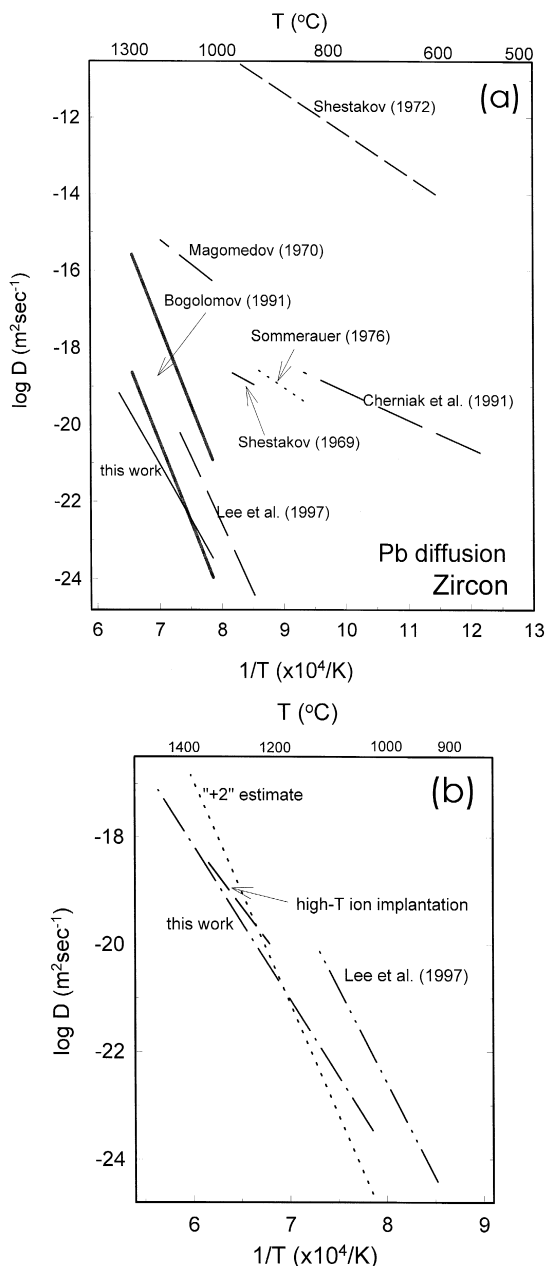 T (°C)
1300 1000 800 600 500
(a)
Shestakov (1972)
-12
-14
Magomedov (1970)
-16
Bogolomov (1991)
Sommerauer (1976)
-18
log D (m²sec⁻¹)
Cherniak et al. (1991)
-20
Shestakov (1969)
this work
Lee et al. (1997)
-22
Pb diffusion
Zircon
-24
6 7 8 9 10 11 12 13
1/T (x10⁴/K)
T (°C)
1400 1200 1000 900
(b)
"+2" estimate
-18
high-T ion implantation
this work
-20
log D (m²sec⁻¹)
Lee et al. (1997)
-22
-24
6 7 8 9
1/T (x10⁴/K)